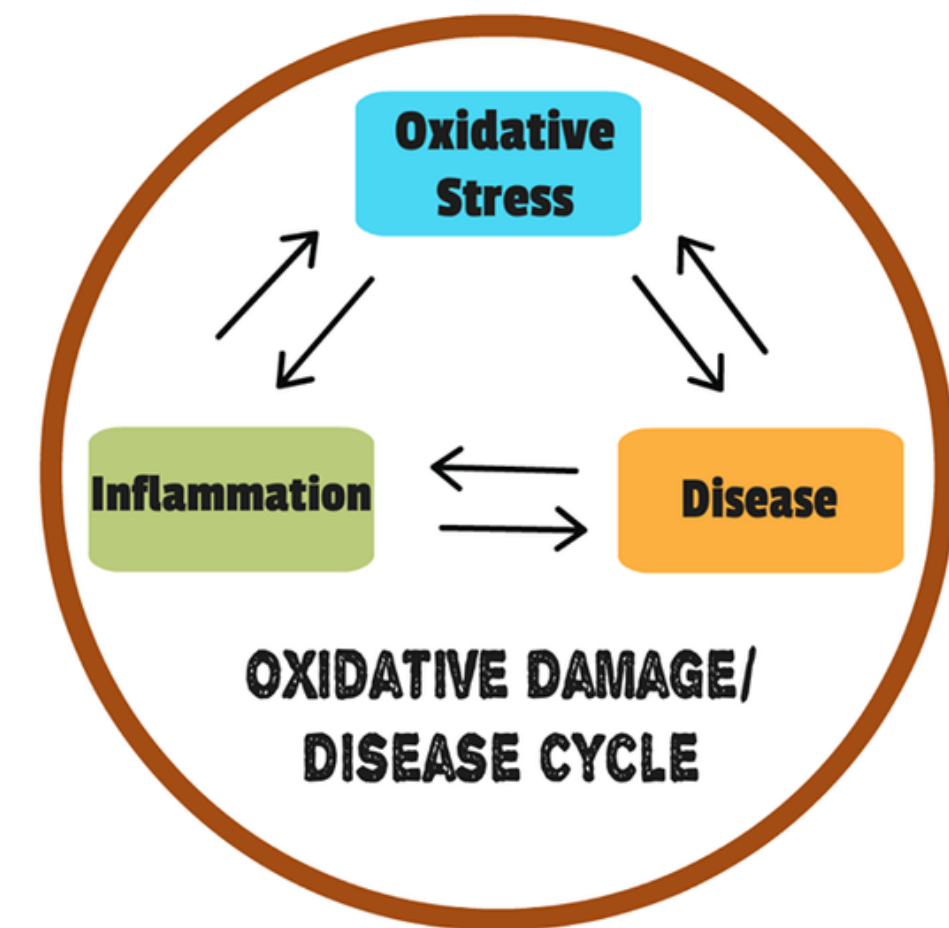 Oxidative
Stress
Inflammation
Disease
OXIDATIVE DAMAGE/
DISEASE CYCLE